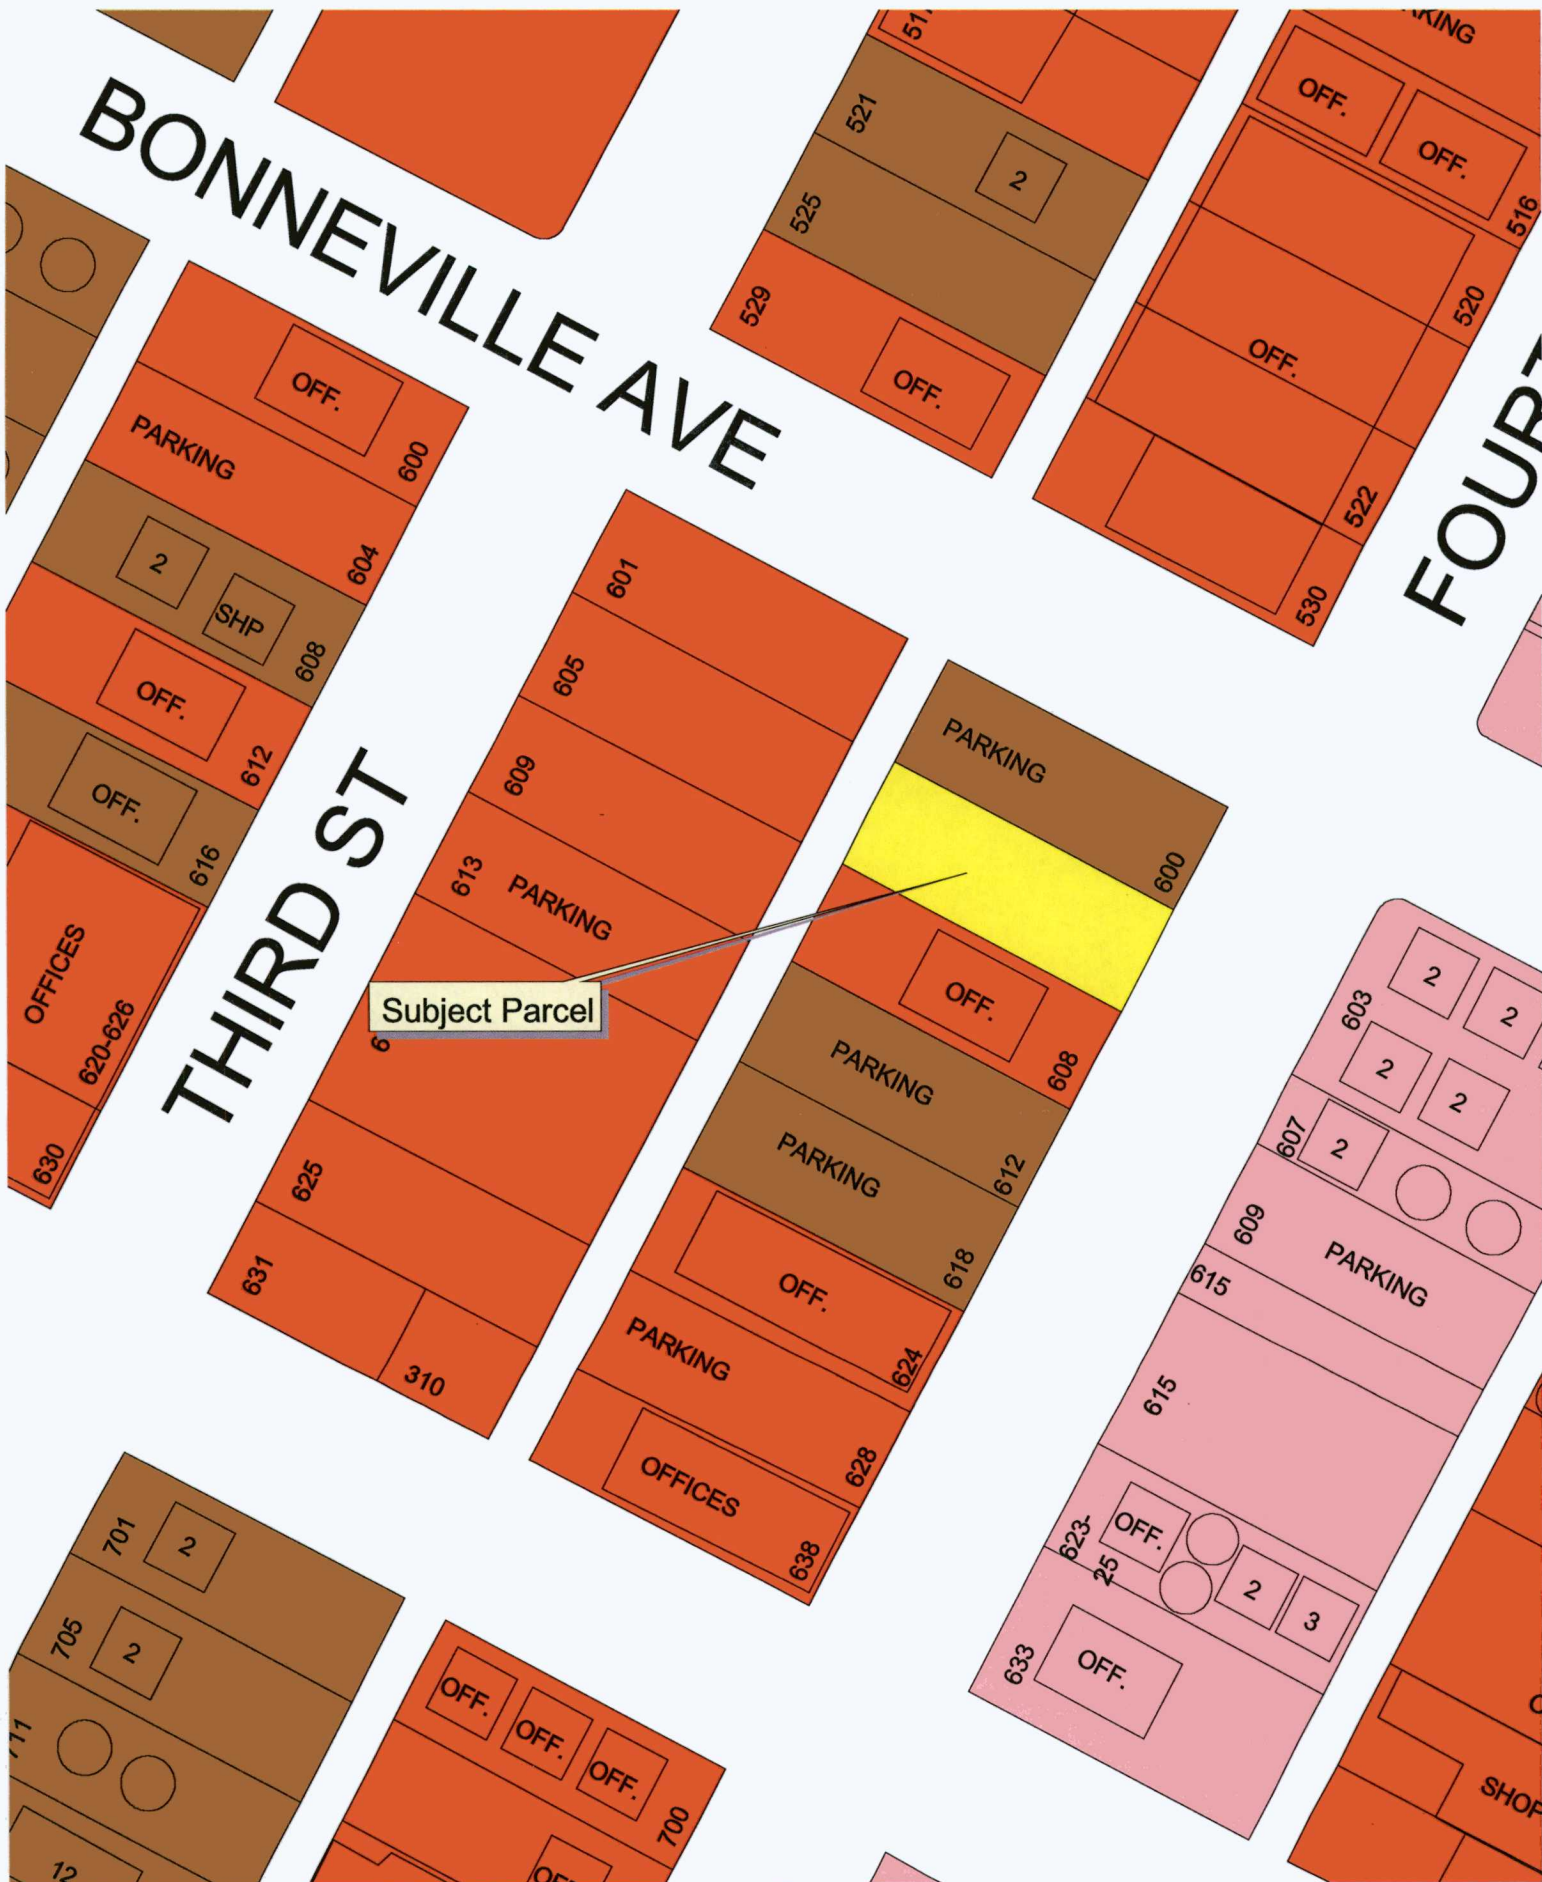 BONNEVILLE AVE
THIRD ST
Subject Parcel
521
2
525
529
OFF.
OFF.
OFF.
516
520
OFF.
522
530
OFF.
600
PARKING
604
2
SHP
608
OFF.
612
OFF.
616
OFFICES
620-626
630
601
605
609
613
PARKING
625
631
310
PARKING
600
OFF.
608
PARKING
612
PARKING
618
OFF.
624
PARKING
628
OFFICES
638
603
2
2
2
2
607
2
609
PARKING
615
615
623-
25
OFF.
2
3
633
OFF.
701
2
705
2
12
OFF.
OFF.
OFF.
700